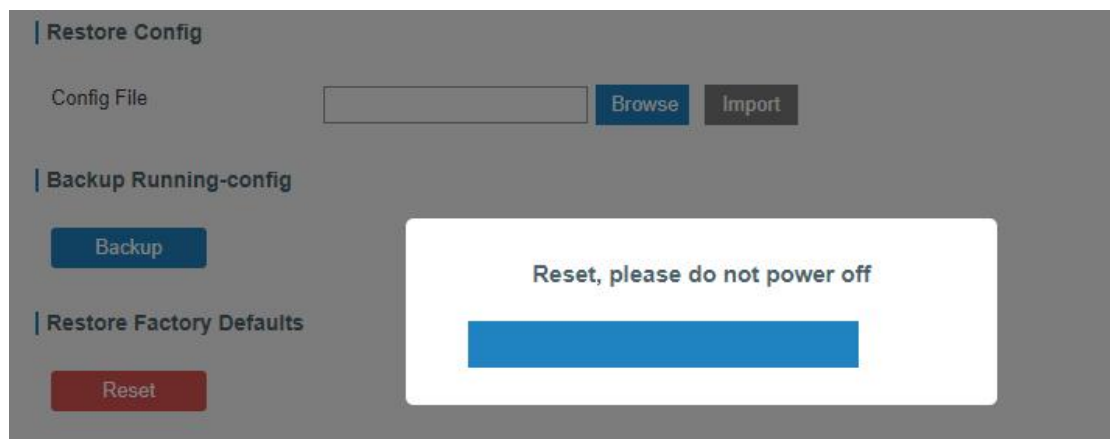 Restore Config
Config File
Browse
Import
Backup Running-config
Backup
Reset, please do not power off
Restore Factory Defaults
Reset